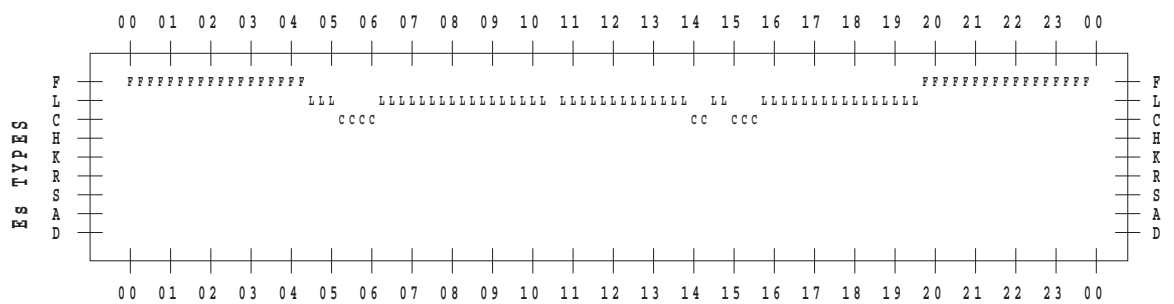 00 01 02 03 04 05 06 07 08 09 10 11 12 13 14 15 16 17 18 19 20 21 22 23 00
F FFFFFFFFFFFFFFFFFF FFFFFFFFFFFFFFFFF F
L LLL LLLLLLLLLLLLLLLLL LLLLLLLLLLLLL LL LLLLLLLLLLLLLLLL L
C CCCC CC CCC C
H H
K K
R R
S S
A A
D D
Es TYPES
00 01 02 03 04 05 06 07 08 09 10 11 12 13 14 15 16 17 18 19 20 21 22 23 00